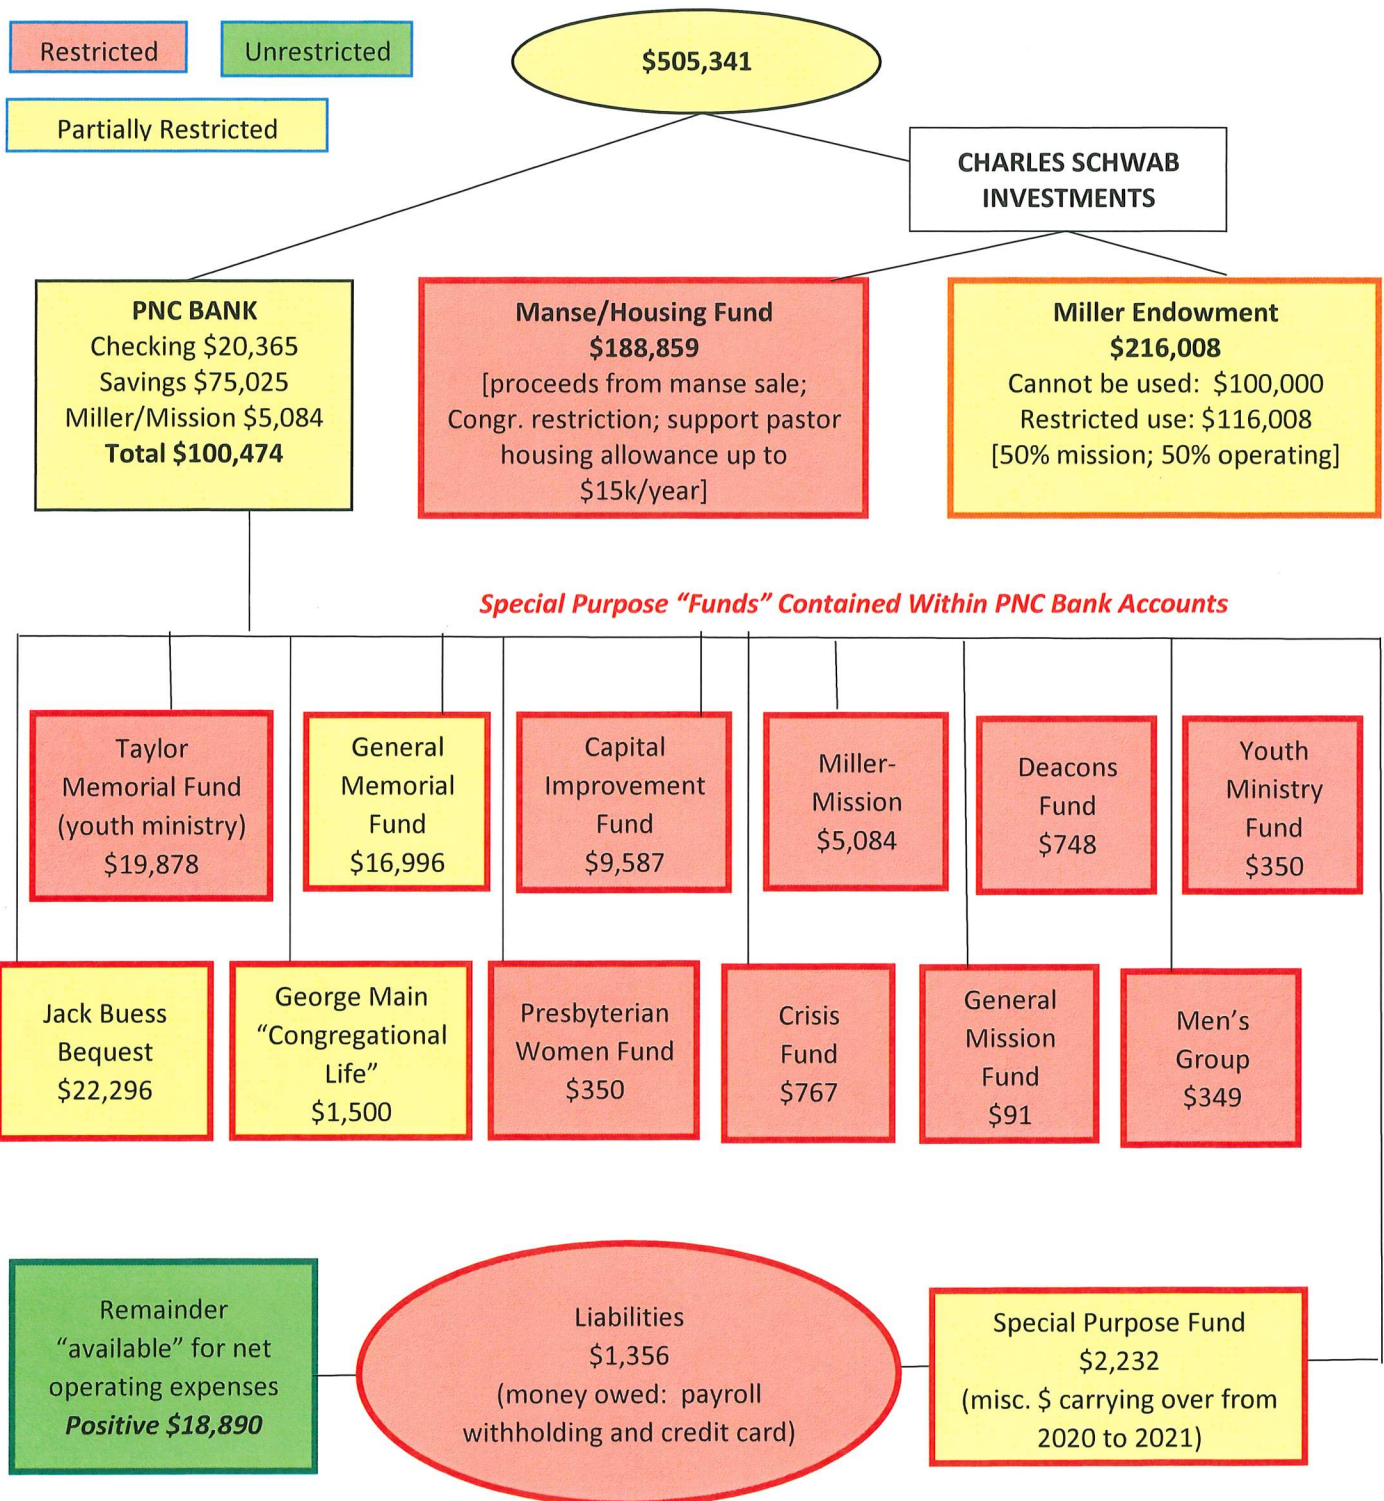 Restricted
Unrestricted
Partially Restricted
$505,341
CHARLES SCHWAB
INVESTMENTS
PNC BANK
Checking $20,365
Savings $75,025
Miller/Mission $5,084
Total $100,474
Manse/Housing Fund
$188,859
[proceeds from manse sale;
Congr. restriction; support pastor
housing allowance up to
$15k/year]
Miller Endowment
$216,008
Cannot be used:  $100,000
Restricted use: $116,008
[50% mission; 50% operating]
Special Purpose “Funds” Contained Within PNC Bank Accounts
Taylor
Memorial Fund
(youth ministry)
$19,878
General
Memorial
Fund
$16,996
Capital
Improvement
Fund
$9,587
Miller-
Mission
$5,084
Deacons
Fund
$748
Youth
Ministry
Fund
$350
Jack Buess
Bequest
$22,296
George Main
“Congregational
Life”
$1,500
Presbyterian
Women Fund
$350
Crisis
Fund
$767
General
Mission
Fund
$91
Men’s
Group
$349
Remainder
“available” for net
operating expenses
Positive $18,890
Liabilities
$1,356
(money owed:  payroll
withholding and credit card)
Special Purpose Fund
$2,232
(misc. $ carrying over from
2020 to 2021)